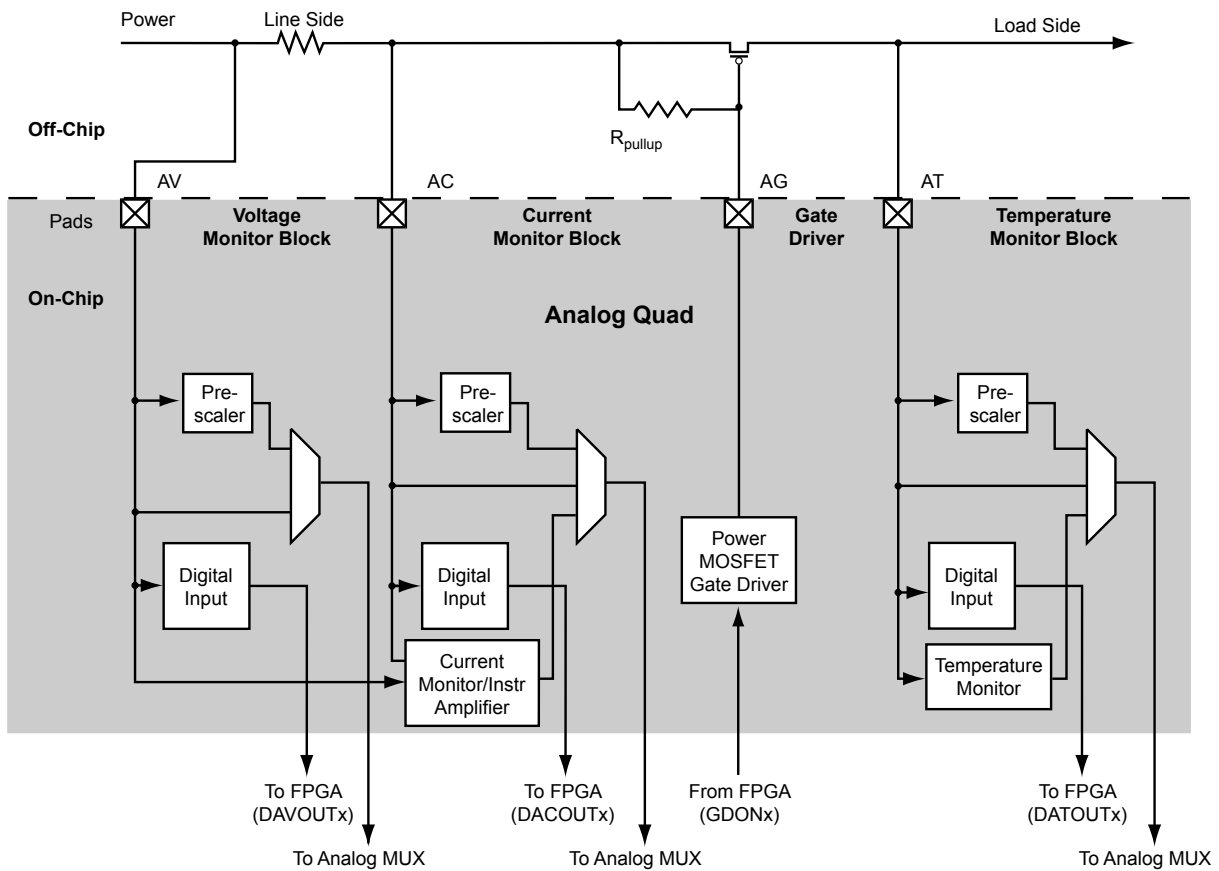 Power
Line Side
Load Side
Off-Chip
Rpullup
AV
AC
AG
AT
Pads
Voltage
Monitor Block
Current
Monitor Block
Gate
Driver
Temperature
Monitor Block
On-Chip
Analog Quad
Pre-
scaler
Pre-
scaler
Pre-
scaler
Power
MOSFET
Gate Driver
Digital
Input
Digital
Input
Digital
Input
Current
Monitor/Instr
Amplifier
Temperature
Monitor
To FPGA
(DAVOUTx)
To FPGA
(DACOUTx)
From FPGA
(GDONx)
To FPGA
(DATOUTx)
To Analog MUX
To Analog MUX
To Analog MUX